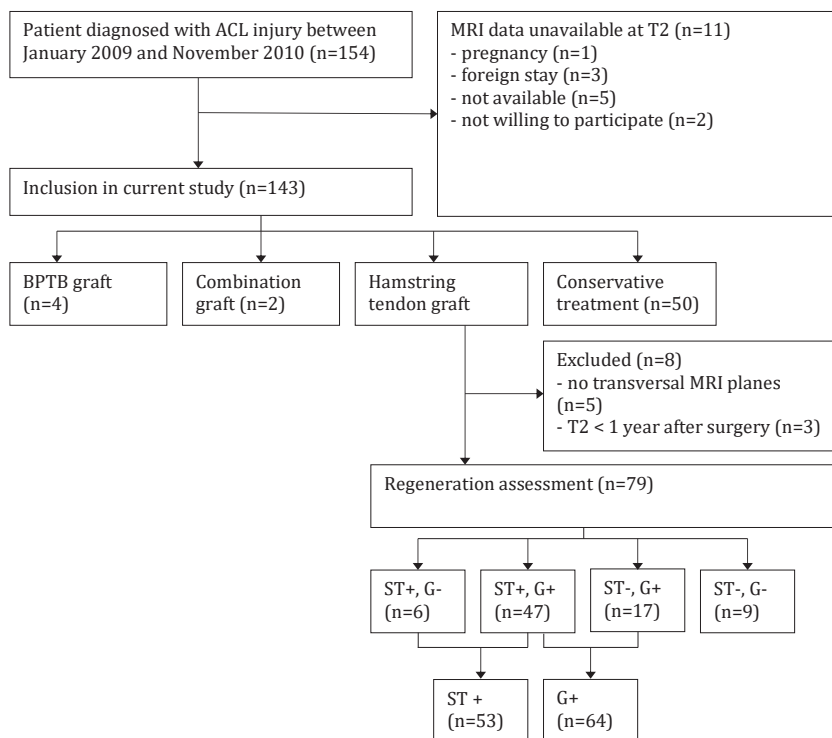 Patient diagnosed with ACL injury between
January 2009 and November 2010 (n=154)
MRI data unavailable at T2 (n=11)
- pregnancy (n=1)
- foreign stay (n=3)
- not available (n=5)
- not willing to participate (n=2)
Inclusion in current study (n=143)
BPTB graft
(n=4)
Combination
graft (n=2)
Hamstring
tendon graft
Conservative
treatment (n=50)
Excluded (n=8)
- no transversal MRI planes
(n=5)
- T2 < 1 year after surgery (n=3)
Regeneration assessment (n=79)
ST+, G-
(n=6)
ST+, G+
(n=47)
ST-, G+
(n=17)
ST-, G-
(n=9)
ST +
(n=53)
G+
(n=64)